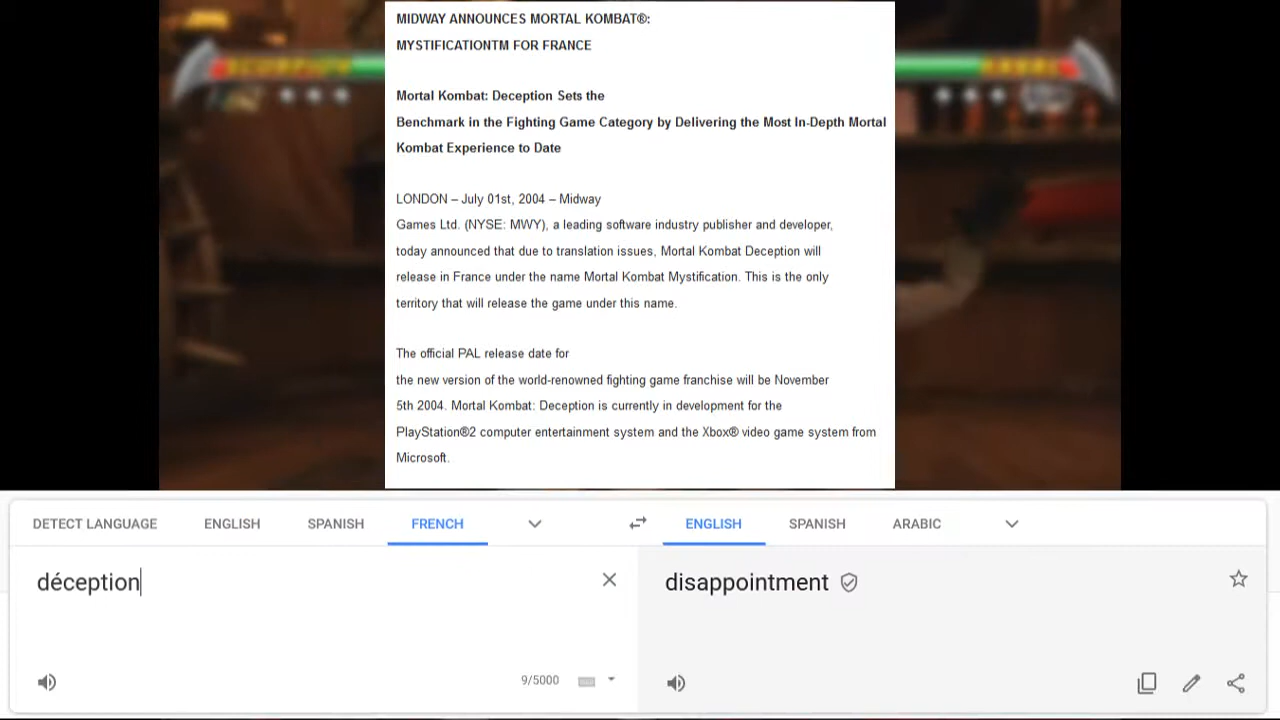 MIDWAY ANNOUNCES MORTAL KOMBAT®:
MYSTIFICATIONTM FOR FRANCE
Mortal Kombat: Deception Sets the
Benchmark in the Fighting Game Category by Delivering the Most In-Depth Mortal
Kombat Experience to Date
LONDON – July 01st, 2004 – Midway
Games Ltd. (NYSE: MWY), a leading software industry publisher and developer,
today announced that due to translation issues, Mortal Kombat Deception will
release in France under the name Mortal Kombat Mystification. This is the only
territory that will release the game under this name.
The official PAL release date for
the new version of the world-renowned fighting game franchise will be November
5th 2004. Mortal Kombat: Deception is currently in development for the
PlayStation®2 computer entertainment system and the Xbox® video game system from
Microsoft.
DETECT LANGUAGE ENGLISH SPANISH FRENCH ENGLISH SPANISH ARABIC
déception disappointment
9/5000